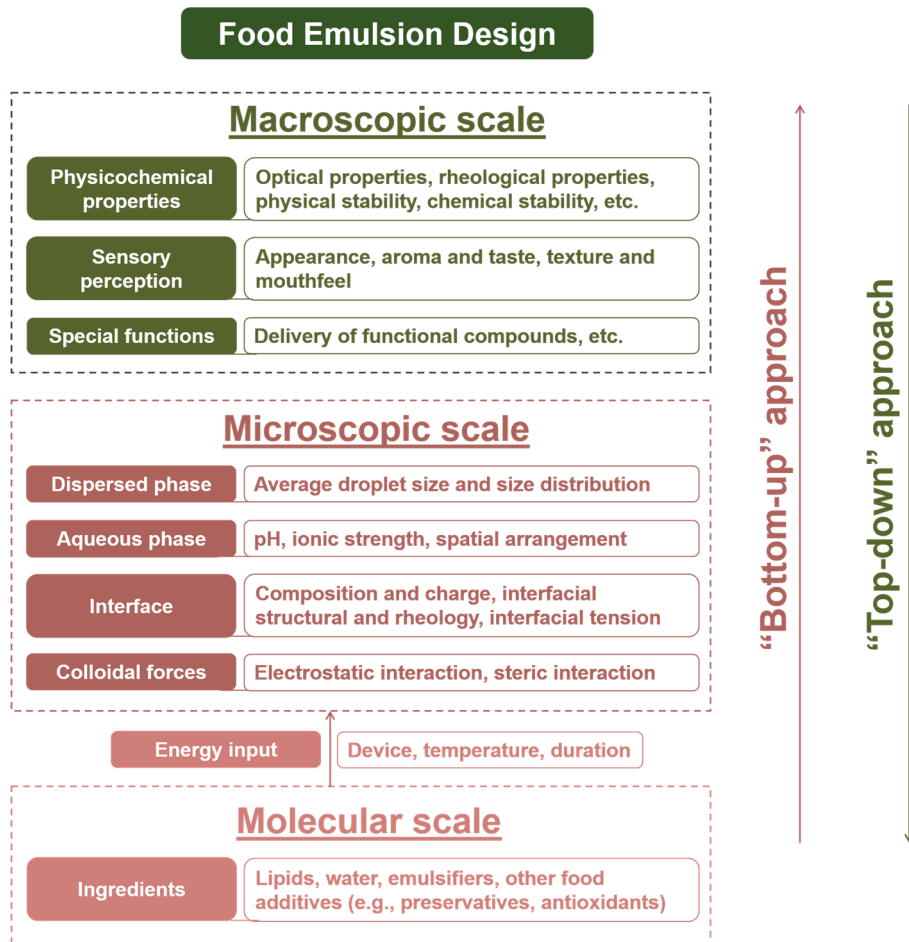 Food Emulsion Design
Macroscopic scale
Physicochemical
properties
Optical properties, rheological properties,
physical stability, chemical stability, etc.
Sensory
perception
Appearance, aroma and taste, texture and
mouthfeel
Special functions
Delivery of functional compounds, etc.
Microscopic scale
Dispersed phase
Average droplet size and size distribution
Aqueous phase
pH, ionic strength, spatial arrangement
Interface
Composition and charge, interfacial
structural and rheology, interfacial tension
Colloidal forces
Electrostatic interaction, steric interaction
Energy input
Device, temperature, duration
Molecular scale
Ingredients
Lipids, water, emulsifiers, other food
additives (e.g., preservatives, antioxidants)
“Bottom-up” approach
“Top-down” approach